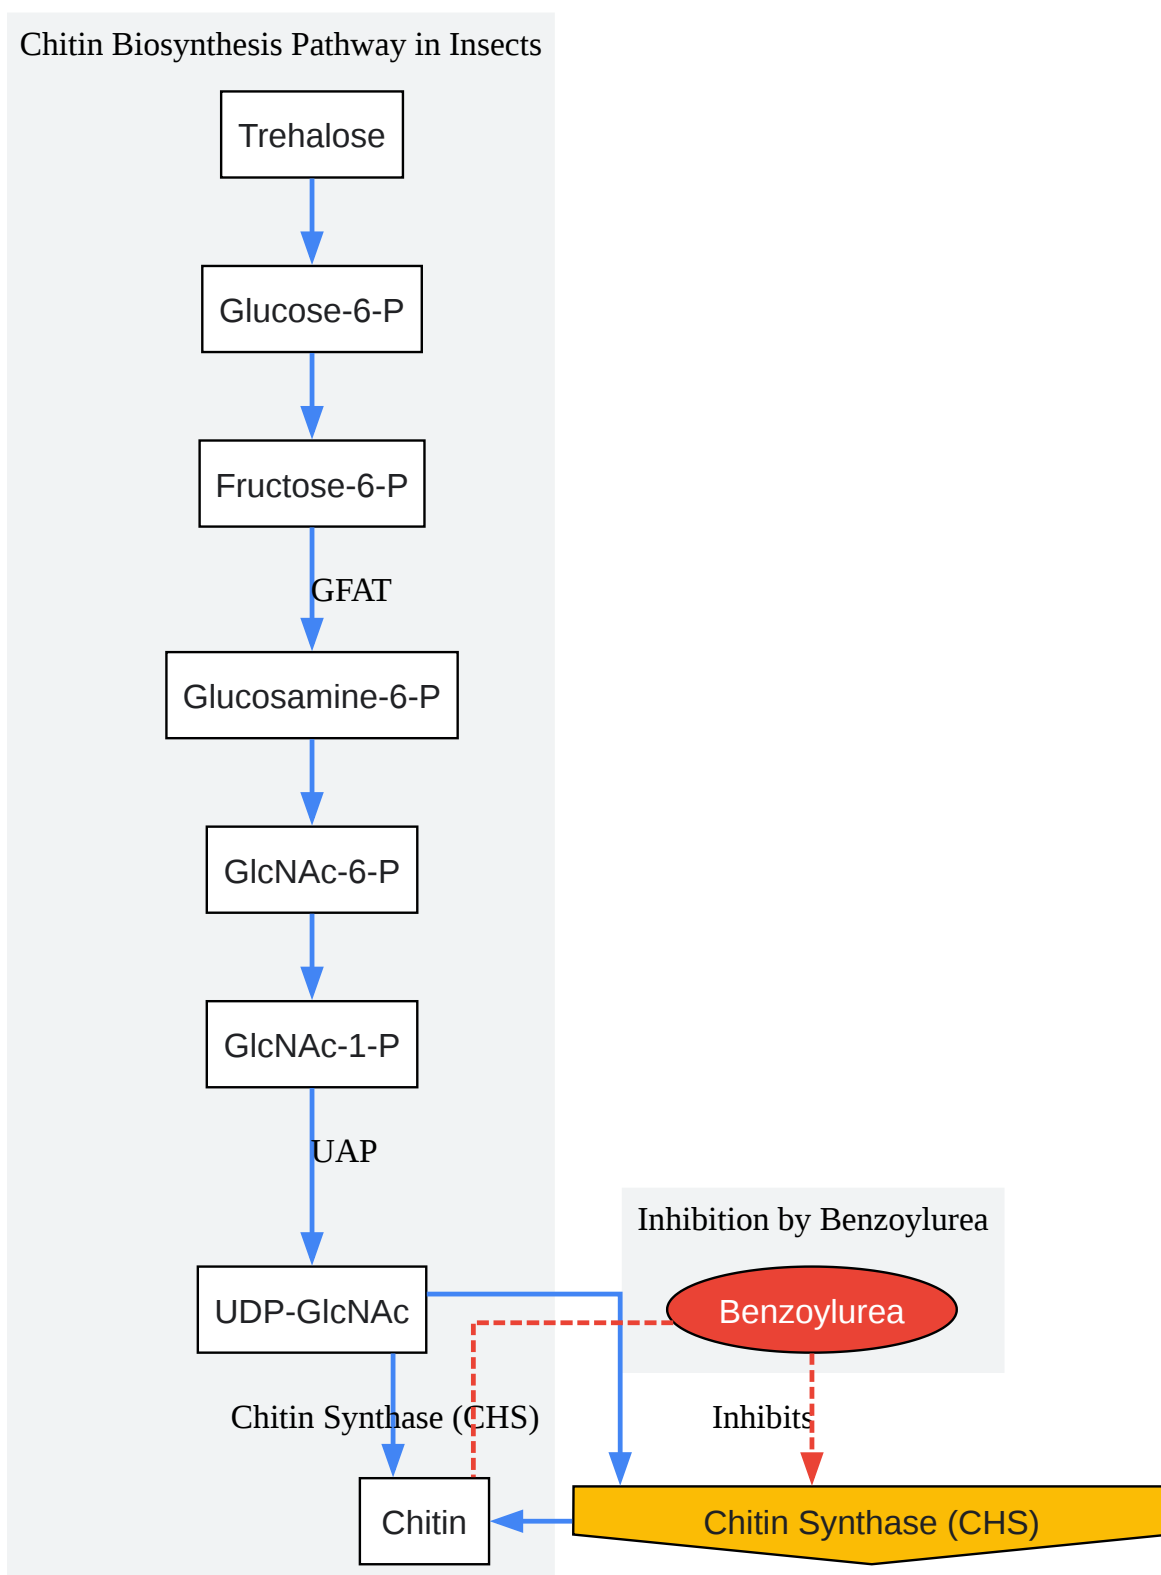 Chitin Biosynthesis Pathway in Insects
Trehalose
Glucose-6-P
Fructose-6-P
GFAT
Glucosamine-6-P
GlcNAc-6-P
GlcNAc-1-P
UAP
Inhibition by Benzoylurea
UDP-GlcNAc
Benzoylurea
Chitin Synthase (CHS)
Inhibits
Chitin
Chitin Synthase (CHS)